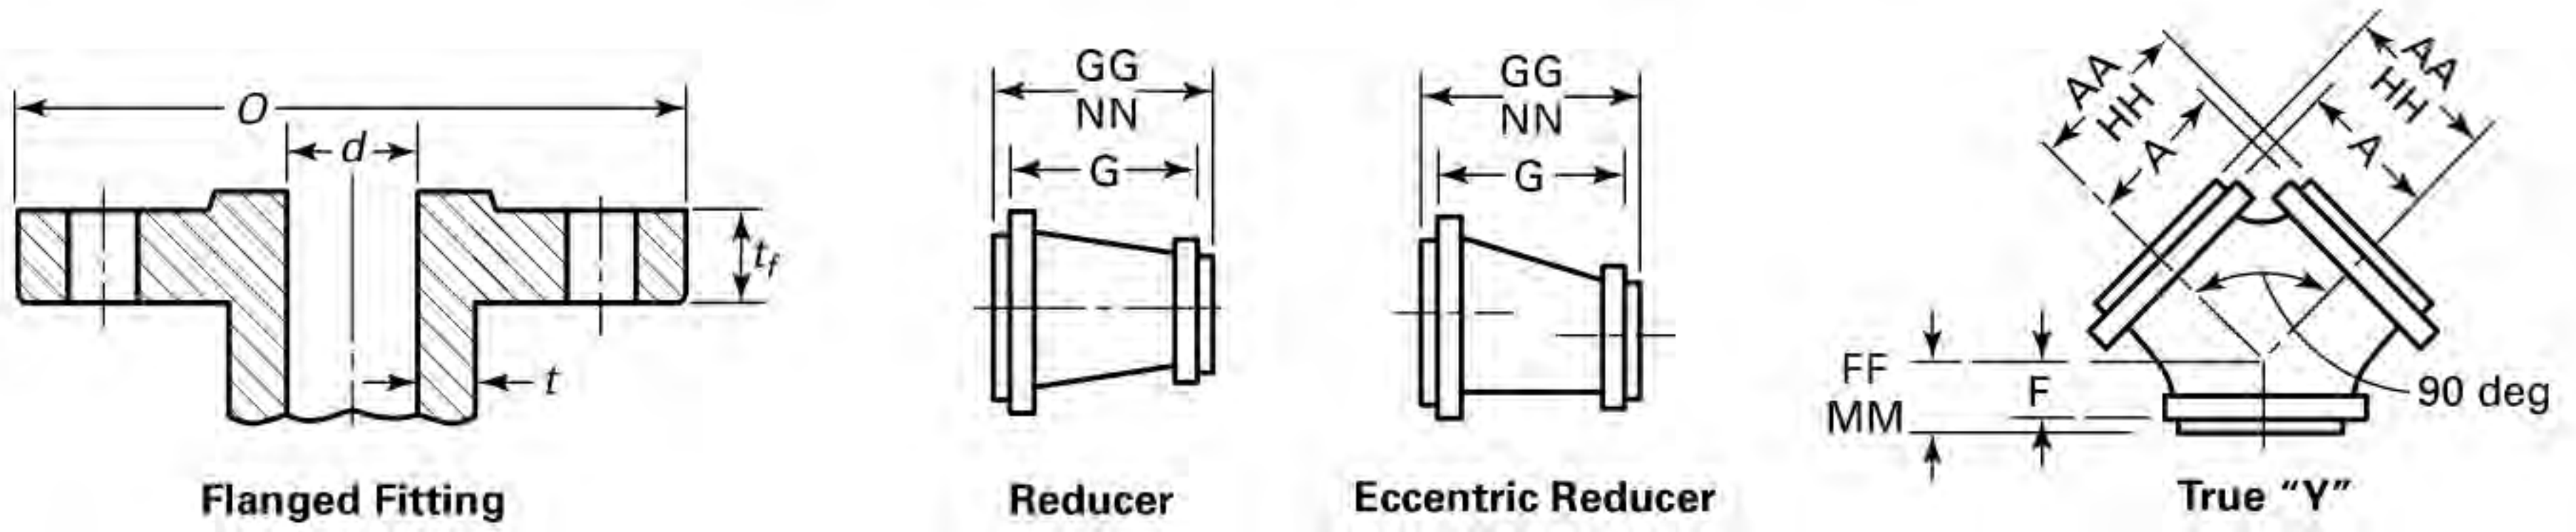 O
d
t_f
t
Flanged Fitting
GG
NN
G
Reducer
GG
NN
G
Eccentric Reducer
AA
HH
A
AA
HH
A
FF
MM
F
90 deg
True “Y”